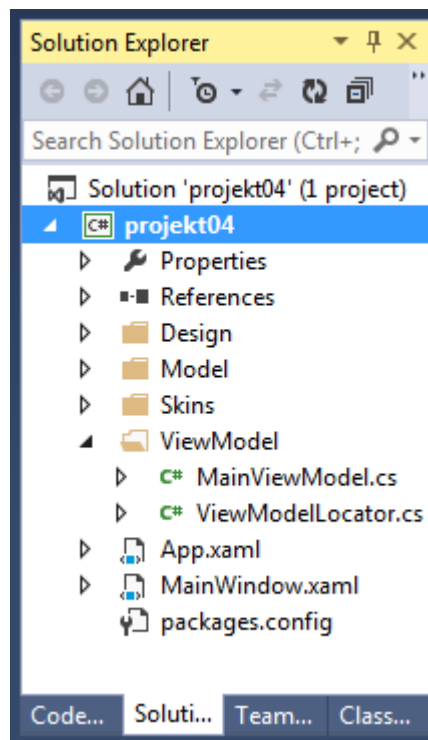 Solution Explorer
Search Solution Explorer (Ctrl+;
Solution 'projekt04' (1 project)
C# projekt04
Properties
References
Design
Model
Skins
ViewModel
C# MainViewModel.cs
C# ViewModelLocator.cs
App.xaml
MainWindow.xaml
packages.config
Code... Soluti... Team... Class...